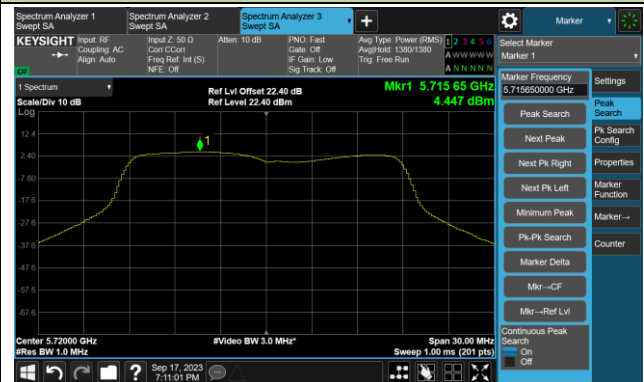 Spectrum Analyzer 1
Swept SA
Spectrum Analyzer 2
Swept SA
Spectrum Analyzer 3
Swept SA
Marker
KEYSIGHT
Input: RF
Coupling: AC
Align: Auto
Input Z: 50 Ω
Corr CCorr
Freq Ref: Int (S)
NFE: Off
Atten: 10 dB
PNO: Fast
Gate: Off
IF Gain: Low
Sig Track: Off
Avg Type: Power (RMS)
Avg|Hold: 1380/1380
Trig: Free Run
1 2 3 4 5 6
A W W W W W
A N N N N N
LXI
Select Marker
Marker 1
1 Spectrum
Scale/Div 10 dB
Log
Ref Lvl Offset 22.40 dB
Ref Level 22.40 dBm
Mkr1 5.715 65 GHz
4.447 dBm
1
12.4
2.40
-7.60
-17.6
-27.6
-37.6
-47.6
-57.6
-67.6
Center 5.72000 GHz
#Res BW 1.0 MHz
#Video BW 3.0 MHz*
Span 30.00 MHz
Sweep 1.00 ms (201 pts)
Marker Frequency
5.715650000 GHz
Peak Search
Next Peak
Next Pk Right
Next Pk Left
Minimum Peak
Pk-Pk Search
Marker Delta
Mkr→CF
Mkr→Ref Lvl
Continuous Peak
Search
On
Off
Settings
Peak
Search
Pk Search
Config
Properties
Marker
Function
Marker→
Counter
Sep 17, 2023
7:11:01 PM